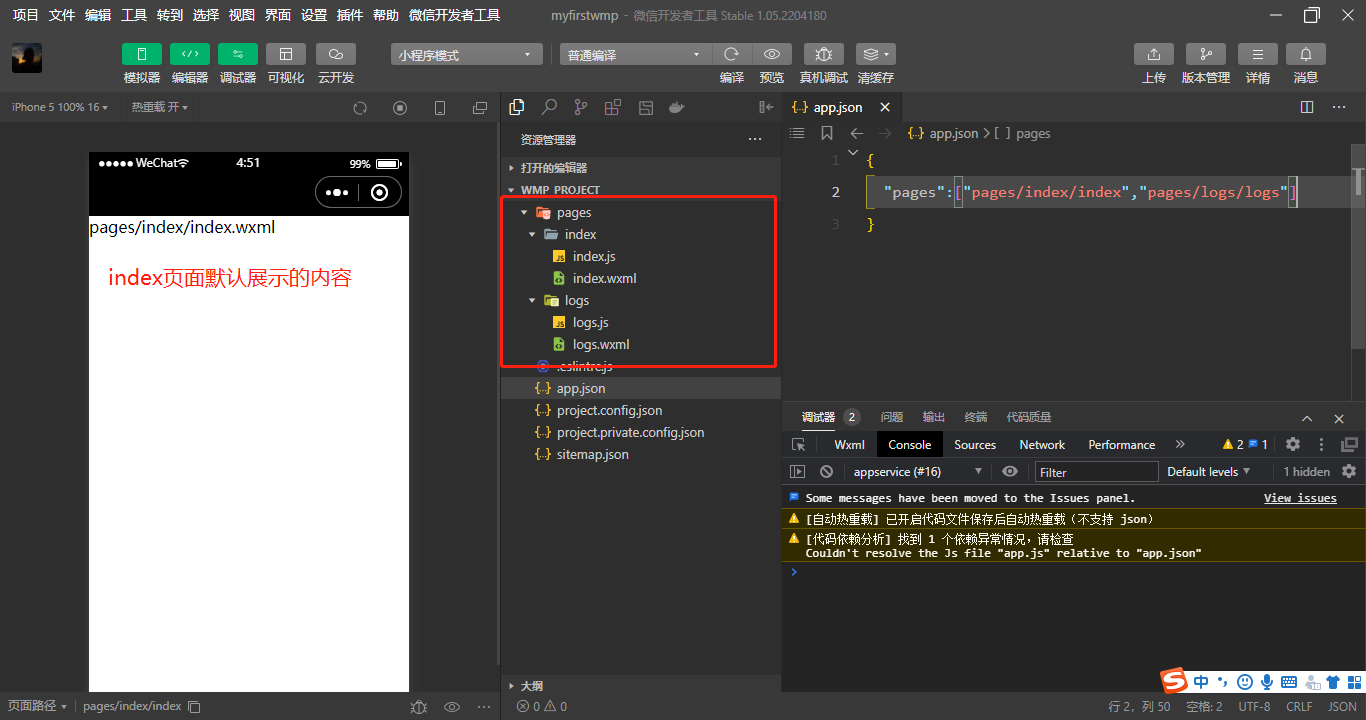 项目 文件 编辑 工具 转到 选择 视图 界面 设置 插件 帮助 微信开发者工具 myfirstwmp - 微信开发者工具 Stable 1.05.2204180
小程序模式 普通编译
模拟器 编辑器 调试器 可视化 云开发 编译 预览 真机调试 清缓存 上传 版本管理 详情 消息
iPhone 5 100% 16 热重载 开
WeChat 4:51 99%
pages/index/index.wxml
index页面默认展示的内容
资源管理器
打开的编辑器
WMP PROJECT
pages
index
JS index.js
index.wxml
logs
JS logs.js
logs.wxml
.eslintrc.js
{..} app.json
{..} project.config.json
{..} project.private.config.json
{..} sitemap.json
大纲
{..} app.json
{..} app.json > [ ] pages
1 {
2 "pages":["pages/index/index","pages/logs/logs"]
3 }
调试器 2 问题 输出 终端 代码质量
Wxml Console Sources Network Performance 2 1
appservice (#16) Filter Default levels 1 hidden
Some messages have been moved to the Issues panel. View issues
[自动热重载] 已开启代码文件保存后自动热重载（不支持 json）
[代码依赖分析] 找到 1 个依赖异常情况，请检查
Couldn't resolve the Js file "app.js" relative to "app.json"
S 中
页面路径 pages/index/index 0 0 行 2，列 50 空格: 2 UTF-8 CRLF JSON